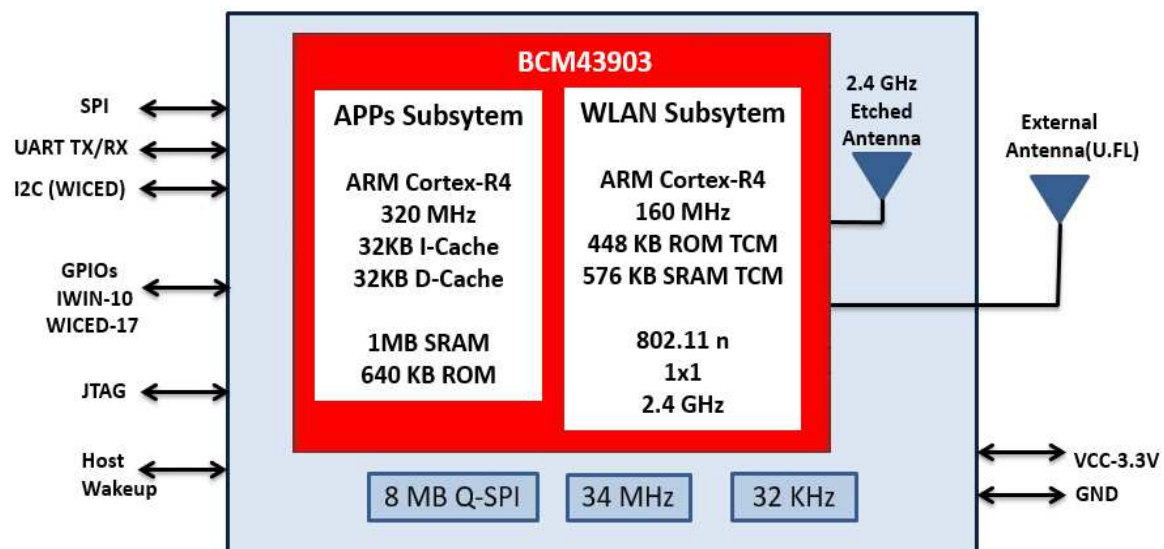 BCM43903
APPs Subsytem
ARM Cortex-R4
320 MHz
32KB I-Cache
32KB D-Cache
1MB SRAM
640 KB ROM
WLAN Subsytem
ARM Cortex-R4
160 MHz
448 KB ROM TCM
576 KB SRAM TCM
802.11 n
1x1
2.4 GHz
SPI
UART TX/RX
I2C (WICED)
GPIOs
IWIN-10
WICED-17
JTAG
Host
Wakeup
2.4 GHz
Etched
Antenna
External
Antenna(U.FL)
VCC-3.3V
GND
8 MB Q-SPI
34 MHz
32 KHz